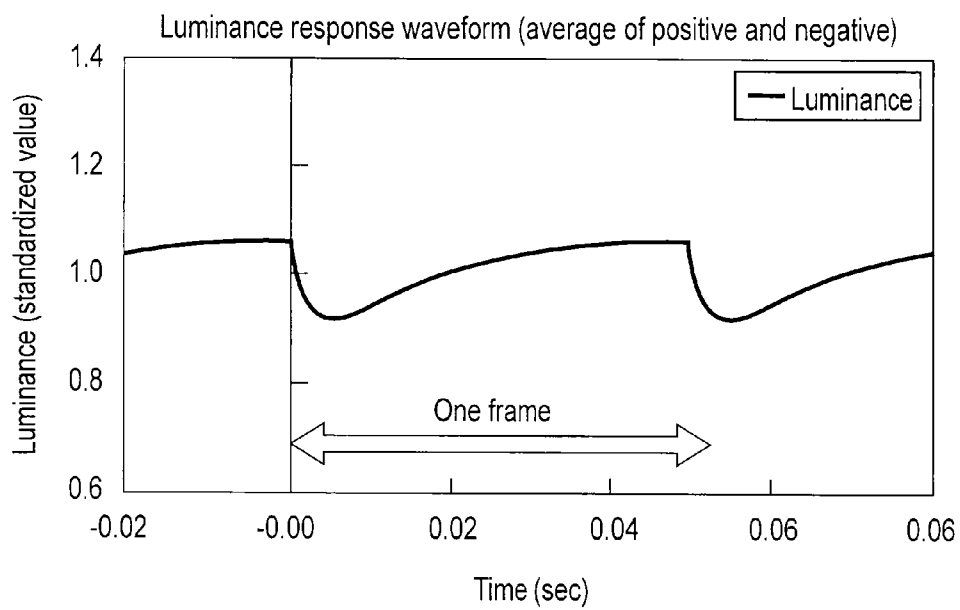 Luminance response waveform (average of positive and negative)
Luminance (standardized value)
1.4
1.2
1.0
0.8
0.6
Luminance
One frame
-0.02
-0.00
0.02
0.04
0.06
0.06
Time (sec)